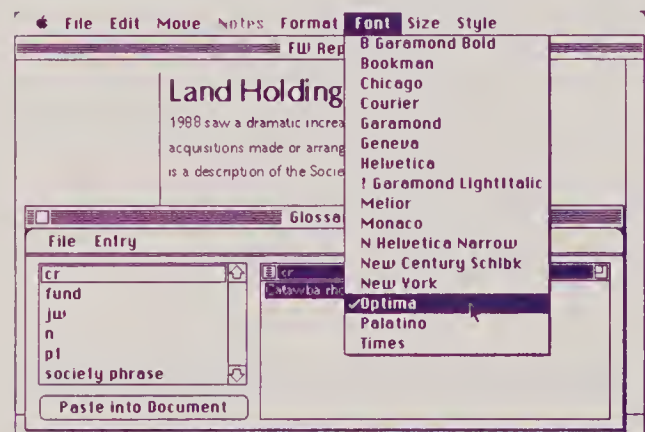 File Edit Move Notes Format Font Size Style
FW Rep
B Garamond Bold
Bookman
Chicago
Courier
Garamond
Geneva
Helvetica
I Garamond LightItalic
Melior
Monaco
N Helvetica Narrow
New Century Schlbk
New York
✓Optima
Palatino
Times
Land Holding
1988 saw a dramatic increa
acquisitions made or arrang
is a description of the Socie
Glossa
File Entry
cr
fund
jw
n
pf
society phrase
Paste into Document
cr
Catawba rho